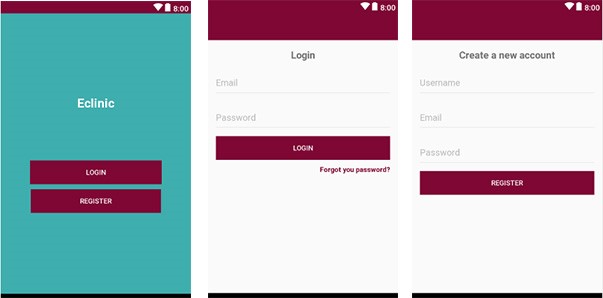 8:00
Eclinic
LOGIN
REGISTER
8:00
Login
Email
Password
LOGIN
Forgot you password?
8:00
Create a new account
Username
Email
Password
REGISTER